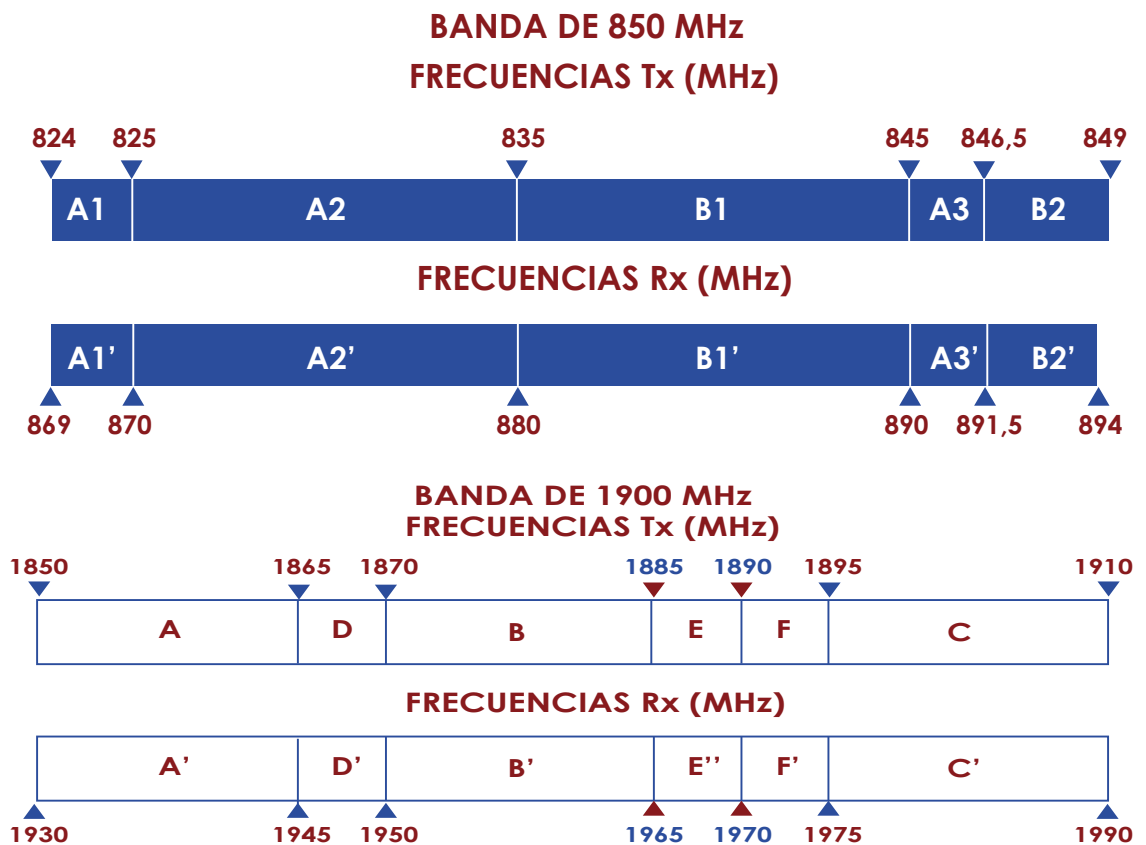 BANDA DE 850 MHz
FRECUENCIAS Tx (MHz)
824 825 835 845 846,5 849
A1 A2 B1 A3 B2
FRECUENCIAS Rx (MHz)
A1’ A2’ B1’ A3’ B2’
869 870 880 890 891,5 894
BANDA DE 1900 MHz
FRECUENCIAS Tx (MHz)
1850 1865 1870 1885 1890 1895 1910
A D B E F C
FRECUENCIAS Rx (MHz)
A’ D’ B’ E’’ F’ C’
1930 1945 1950 1965 1970 1975 1990